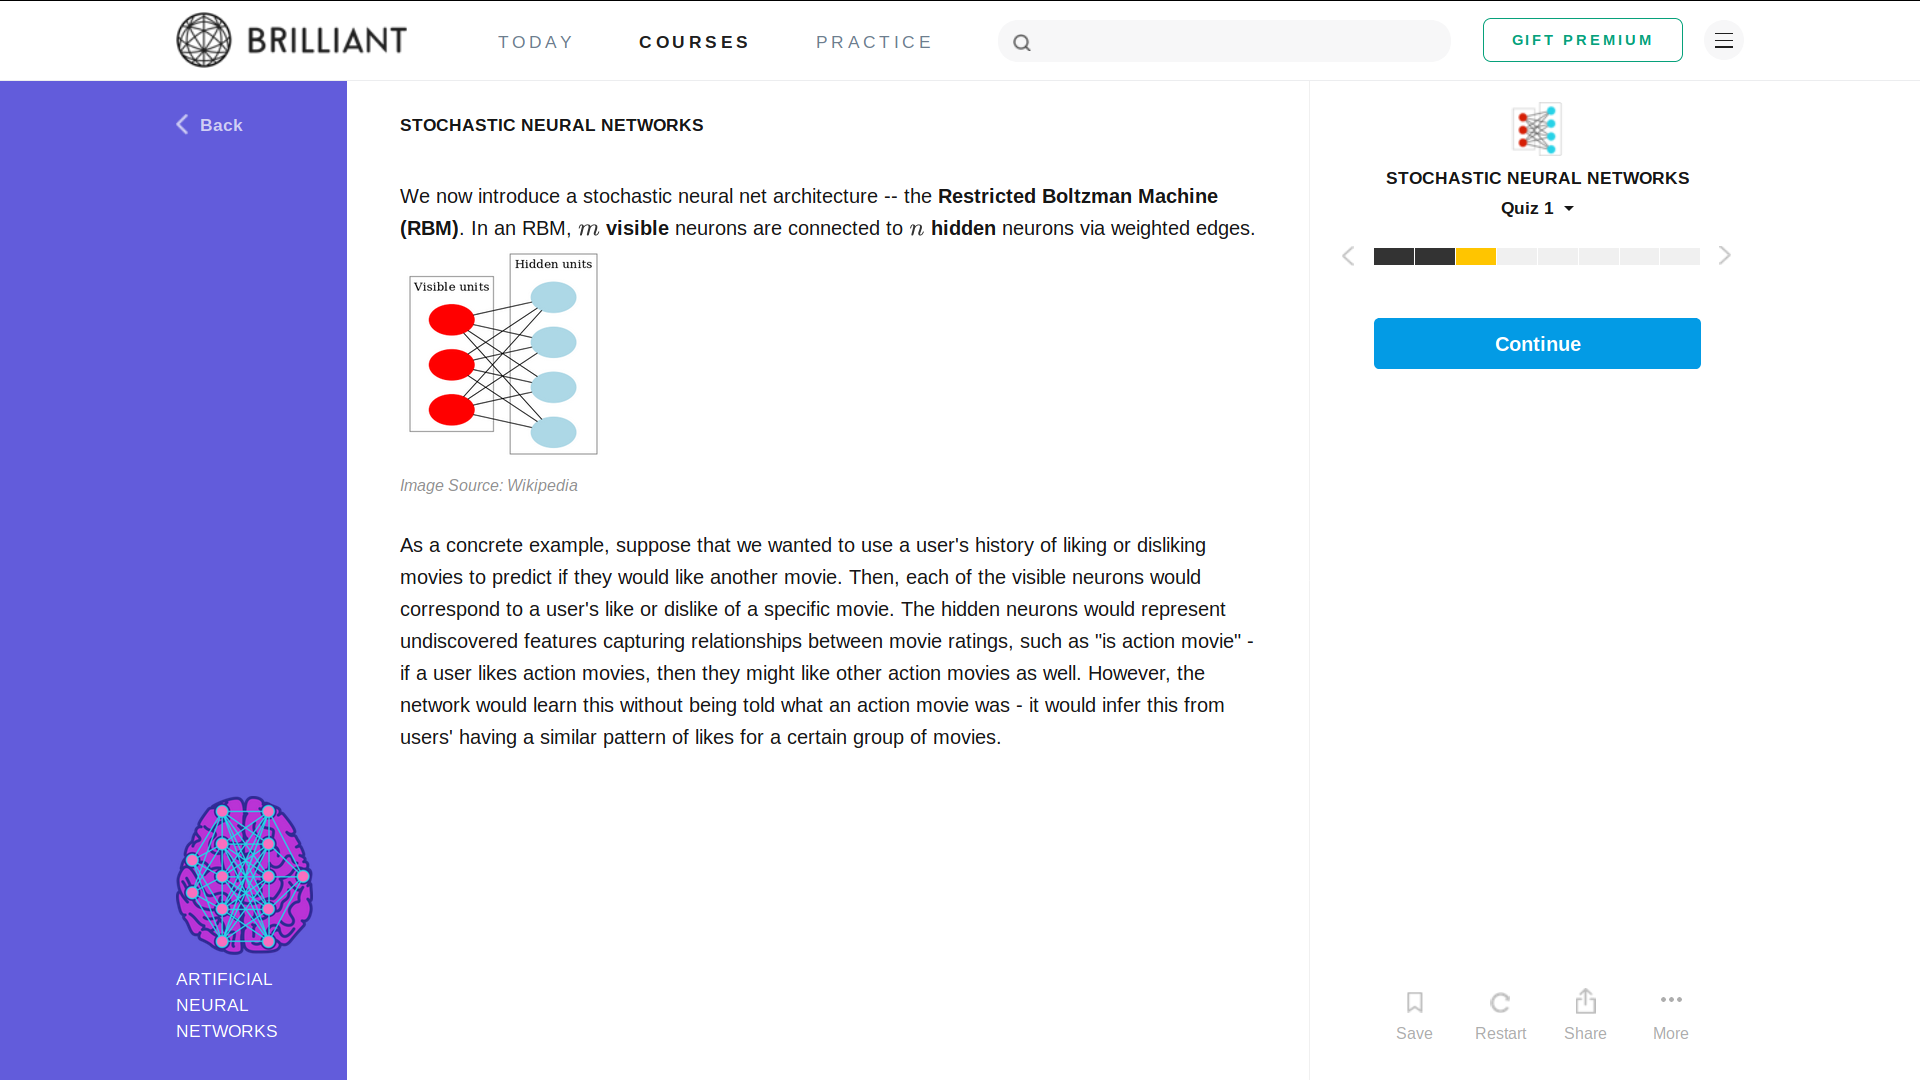 BRILLIANT
TODAY
COURSES
PRACTICE
GIFT PREMIUM
Back
STOCHASTIC NEURAL NETWORKS
We now introduce a stochastic neural net architecture -- the Restricted Boltzman Machine
(RBM). In an RBM, m visible neurons are connected to n hidden neurons via weighted edges.
Hidden units
Visible units
Image Source: Wikipedia
As a concrete example, suppose that we wanted to use a user's history of liking or disliking
movies to predict if they would like another movie. Then, each of the visible neurons would
correspond to a user's like or dislike of a specific movie. The hidden neurons would represent
undiscovered features capturing relationships between movie ratings, such as "is action movie" -
if a user likes action movies, then they might like other action movies as well. However, the
network would learn this without being told what an action movie was - it would infer this from
users' having a similar pattern of likes for a certain group of movies.
ARTIFICIAL
NEURAL
NETWORKS
STOCHASTIC NEURAL NETWORKS
Quiz 1
Continue
Save
Restart
Share
More